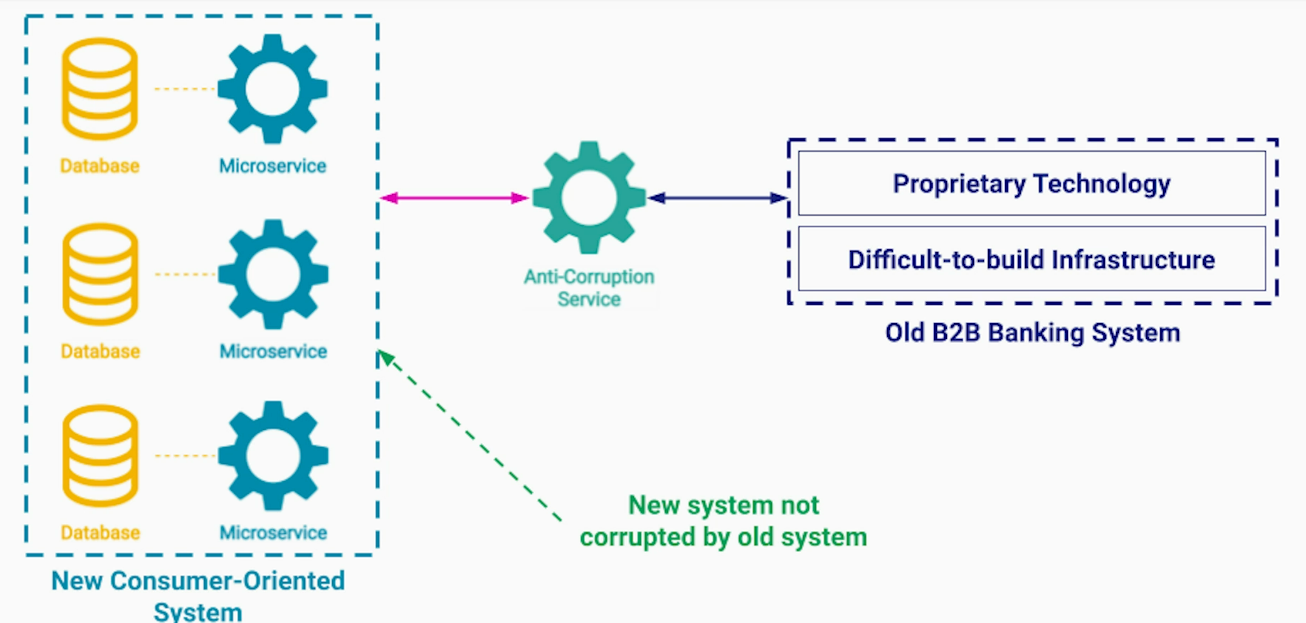 Database
Microservice
Database
Microservice
Database
Microservice
New Consumer-Oriented
System
Anti-Corruption
Service
Proprietary Technology
Difficult-to-build Infrastructure
Old B2B Banking System
New system not
corrupted by old system